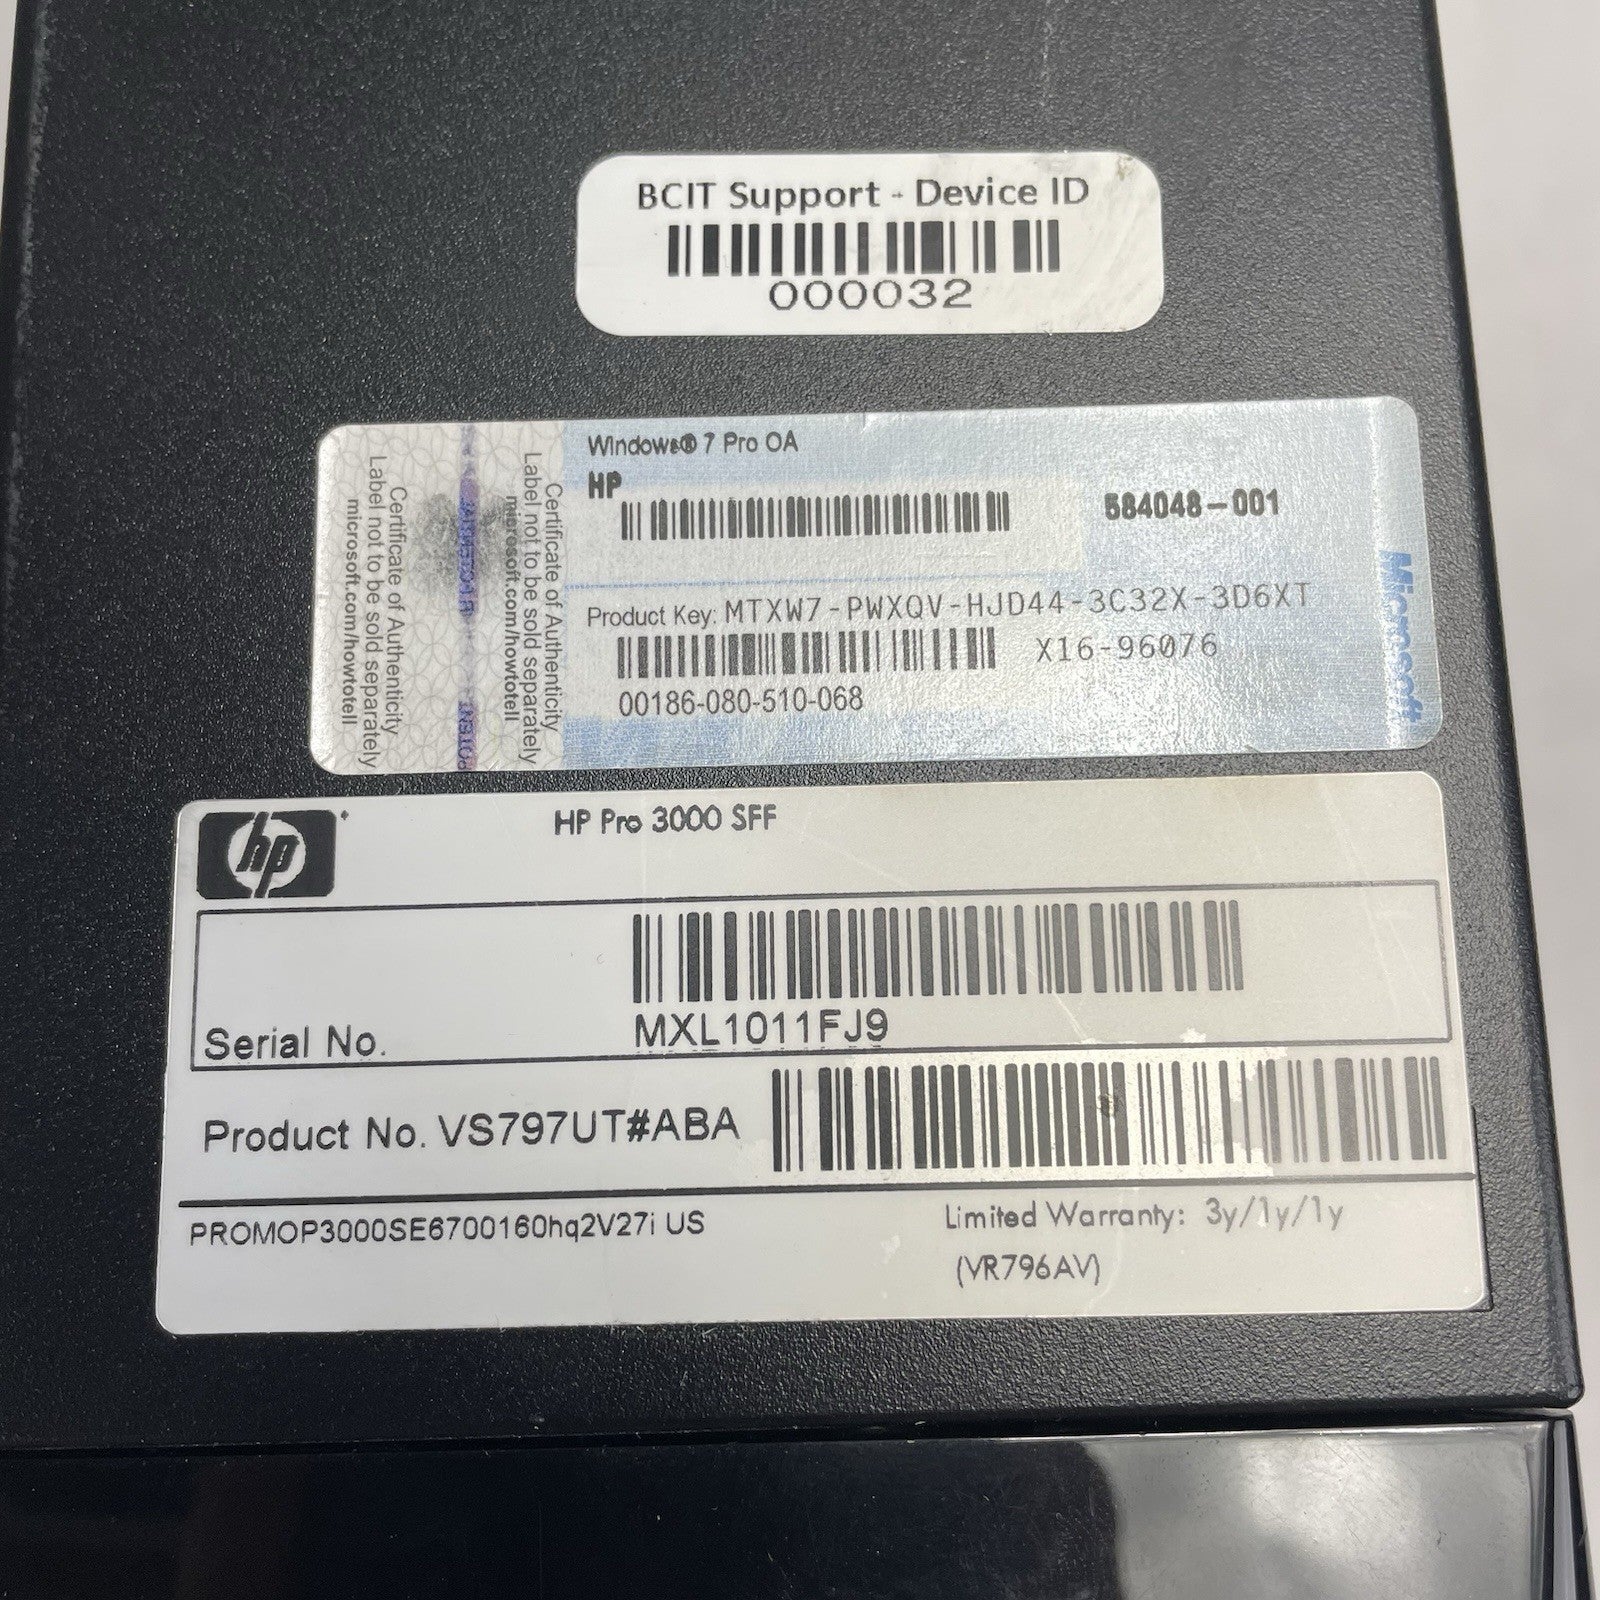 BCIT Support - Device ID
000032
Windows® 7 Pro OA
HP
584048-001
Product Key: MTXW7-PWXQV-HJD44-3C32X-3D6XT
X16-96076
00186-080-510-068
Certificate of Authenticity
Label not to be sold separately
microsoft.com/howtotell
Certificate of Authenticity
Label not to be sold separately
microsoft.com/howtotell
Microsoft
hp
HP Pro 3000 SFF
Serial No. MXL1011FJ9
Product No. VS797UT#ABA
PROMOP3000SE6700160hq2V27i US
Limited Warranty: 3y/1y/1y
(VR796AV)